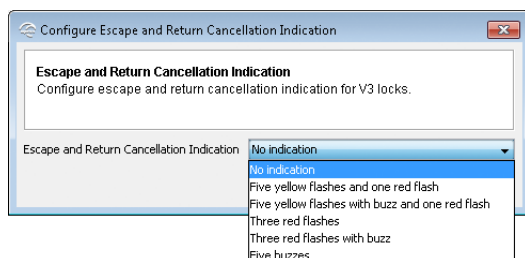 Configure Escape and Return Cancellation Indication
Escape and Return Cancellation Indication
Configure escape and return cancellation indication for V3 locks.
Escape and Return Cancellation Indication No indication
No indication
Five yellow flashes and one red flash
Five yellow flashes with buzz and one red flash
Three red flashes
Three red flashes with buzz
Five buzzes